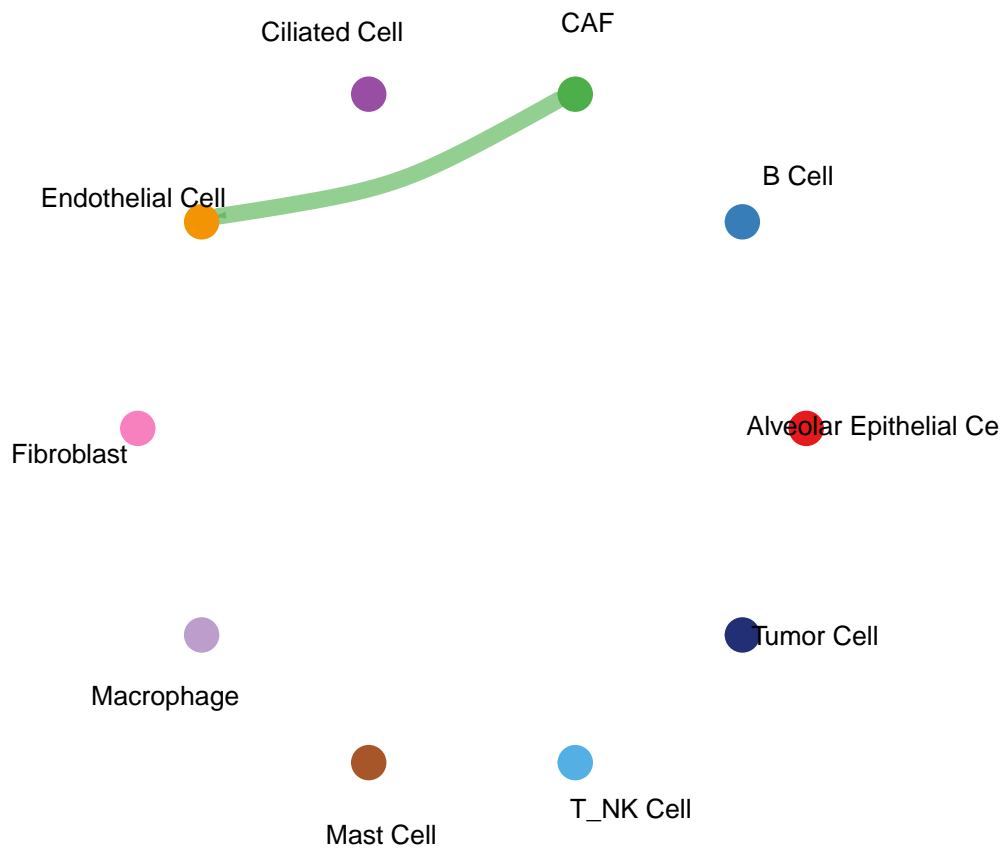 CAF
Ciliated Cell
B Cell
Endothelial Cell
Alveolar Epithelial Ce
Fibroblast
Tumor Cell
Macrophage
T_NK Cell
Mast Cell